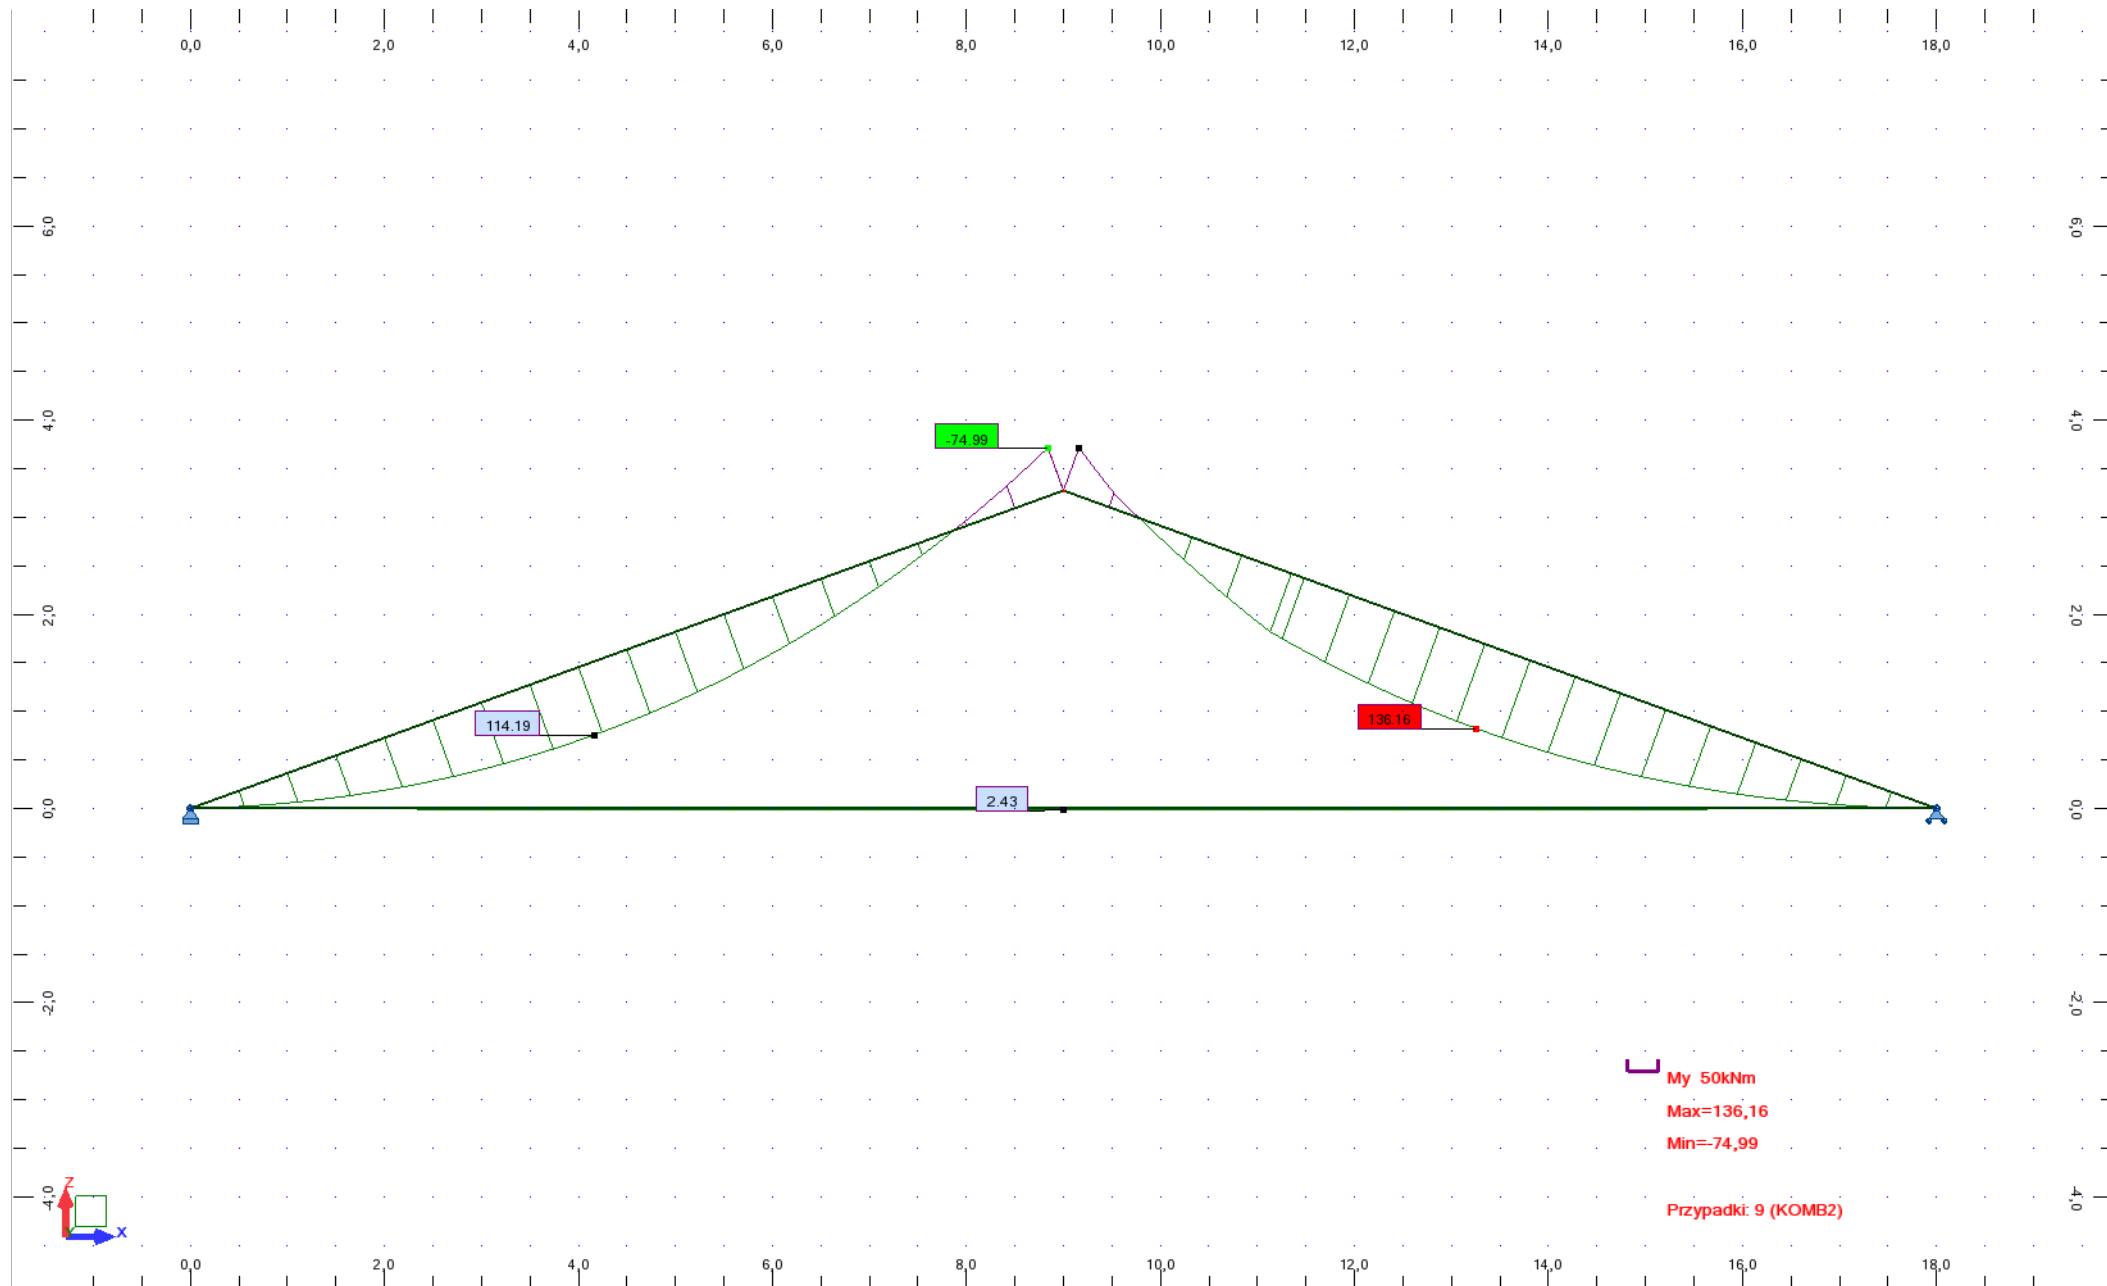 0,0 2,0 4,0 6,0 8,0 10,0 12,0 14,0 16,0 18,0
6,0 6,0
4,0 4,0
-74.99
2,0 2,0
114.19 136.16
0,0 2.43 0,0
-2,0 -2,0
My 50kNm
Max=136,16
Min=-74,99
-4,0 -4,0
Z
Przypadki: 9 (KOMB2)
Y X
0,0 2,0 4,0 6,0 8,0 10,0 12,0 14,0 16,0 18,0